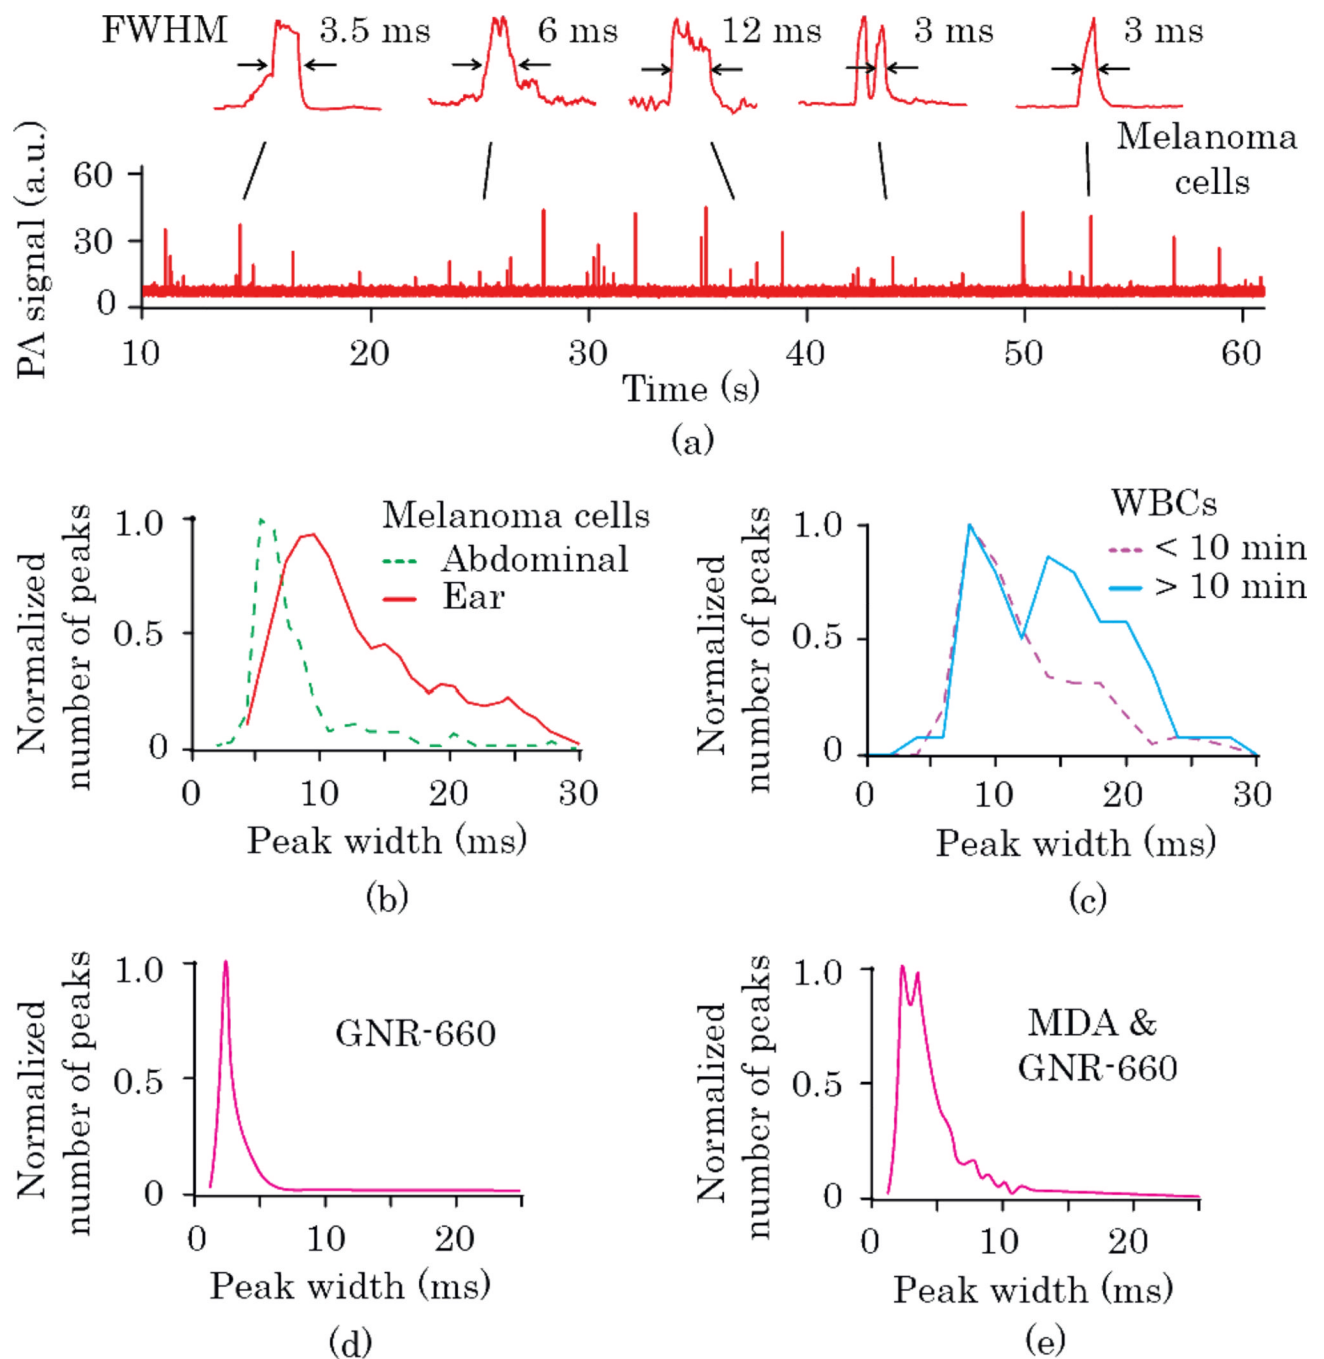 FWHM 3.5 ms 6 ms 12 ms 3 ms 3 ms
Melanoma
cells
PA signal (a.u.)
60
30
0
10 20 30 40 50 60
Time (s)
(a)
Normalized
number of peaks
1.0
0.5
0
Melanoma cells
Abdominal
Ear
0 10 20 30
Peak width (ms)
(b)
Normalized
number of peaks
1.0
0.5
0
WBCs
< 10 min
> 10 min
0 10 20 30
Peak width (ms)
(c)
Normalized
number of peaks
1.0
0.5
0
GNR-660
0 10 20
Peak width (ms)
(d)
Normalized
number of peaks
1.0
0.5
0
MDA &
GNR-660
0 10 20
Peak width (ms)
(e)